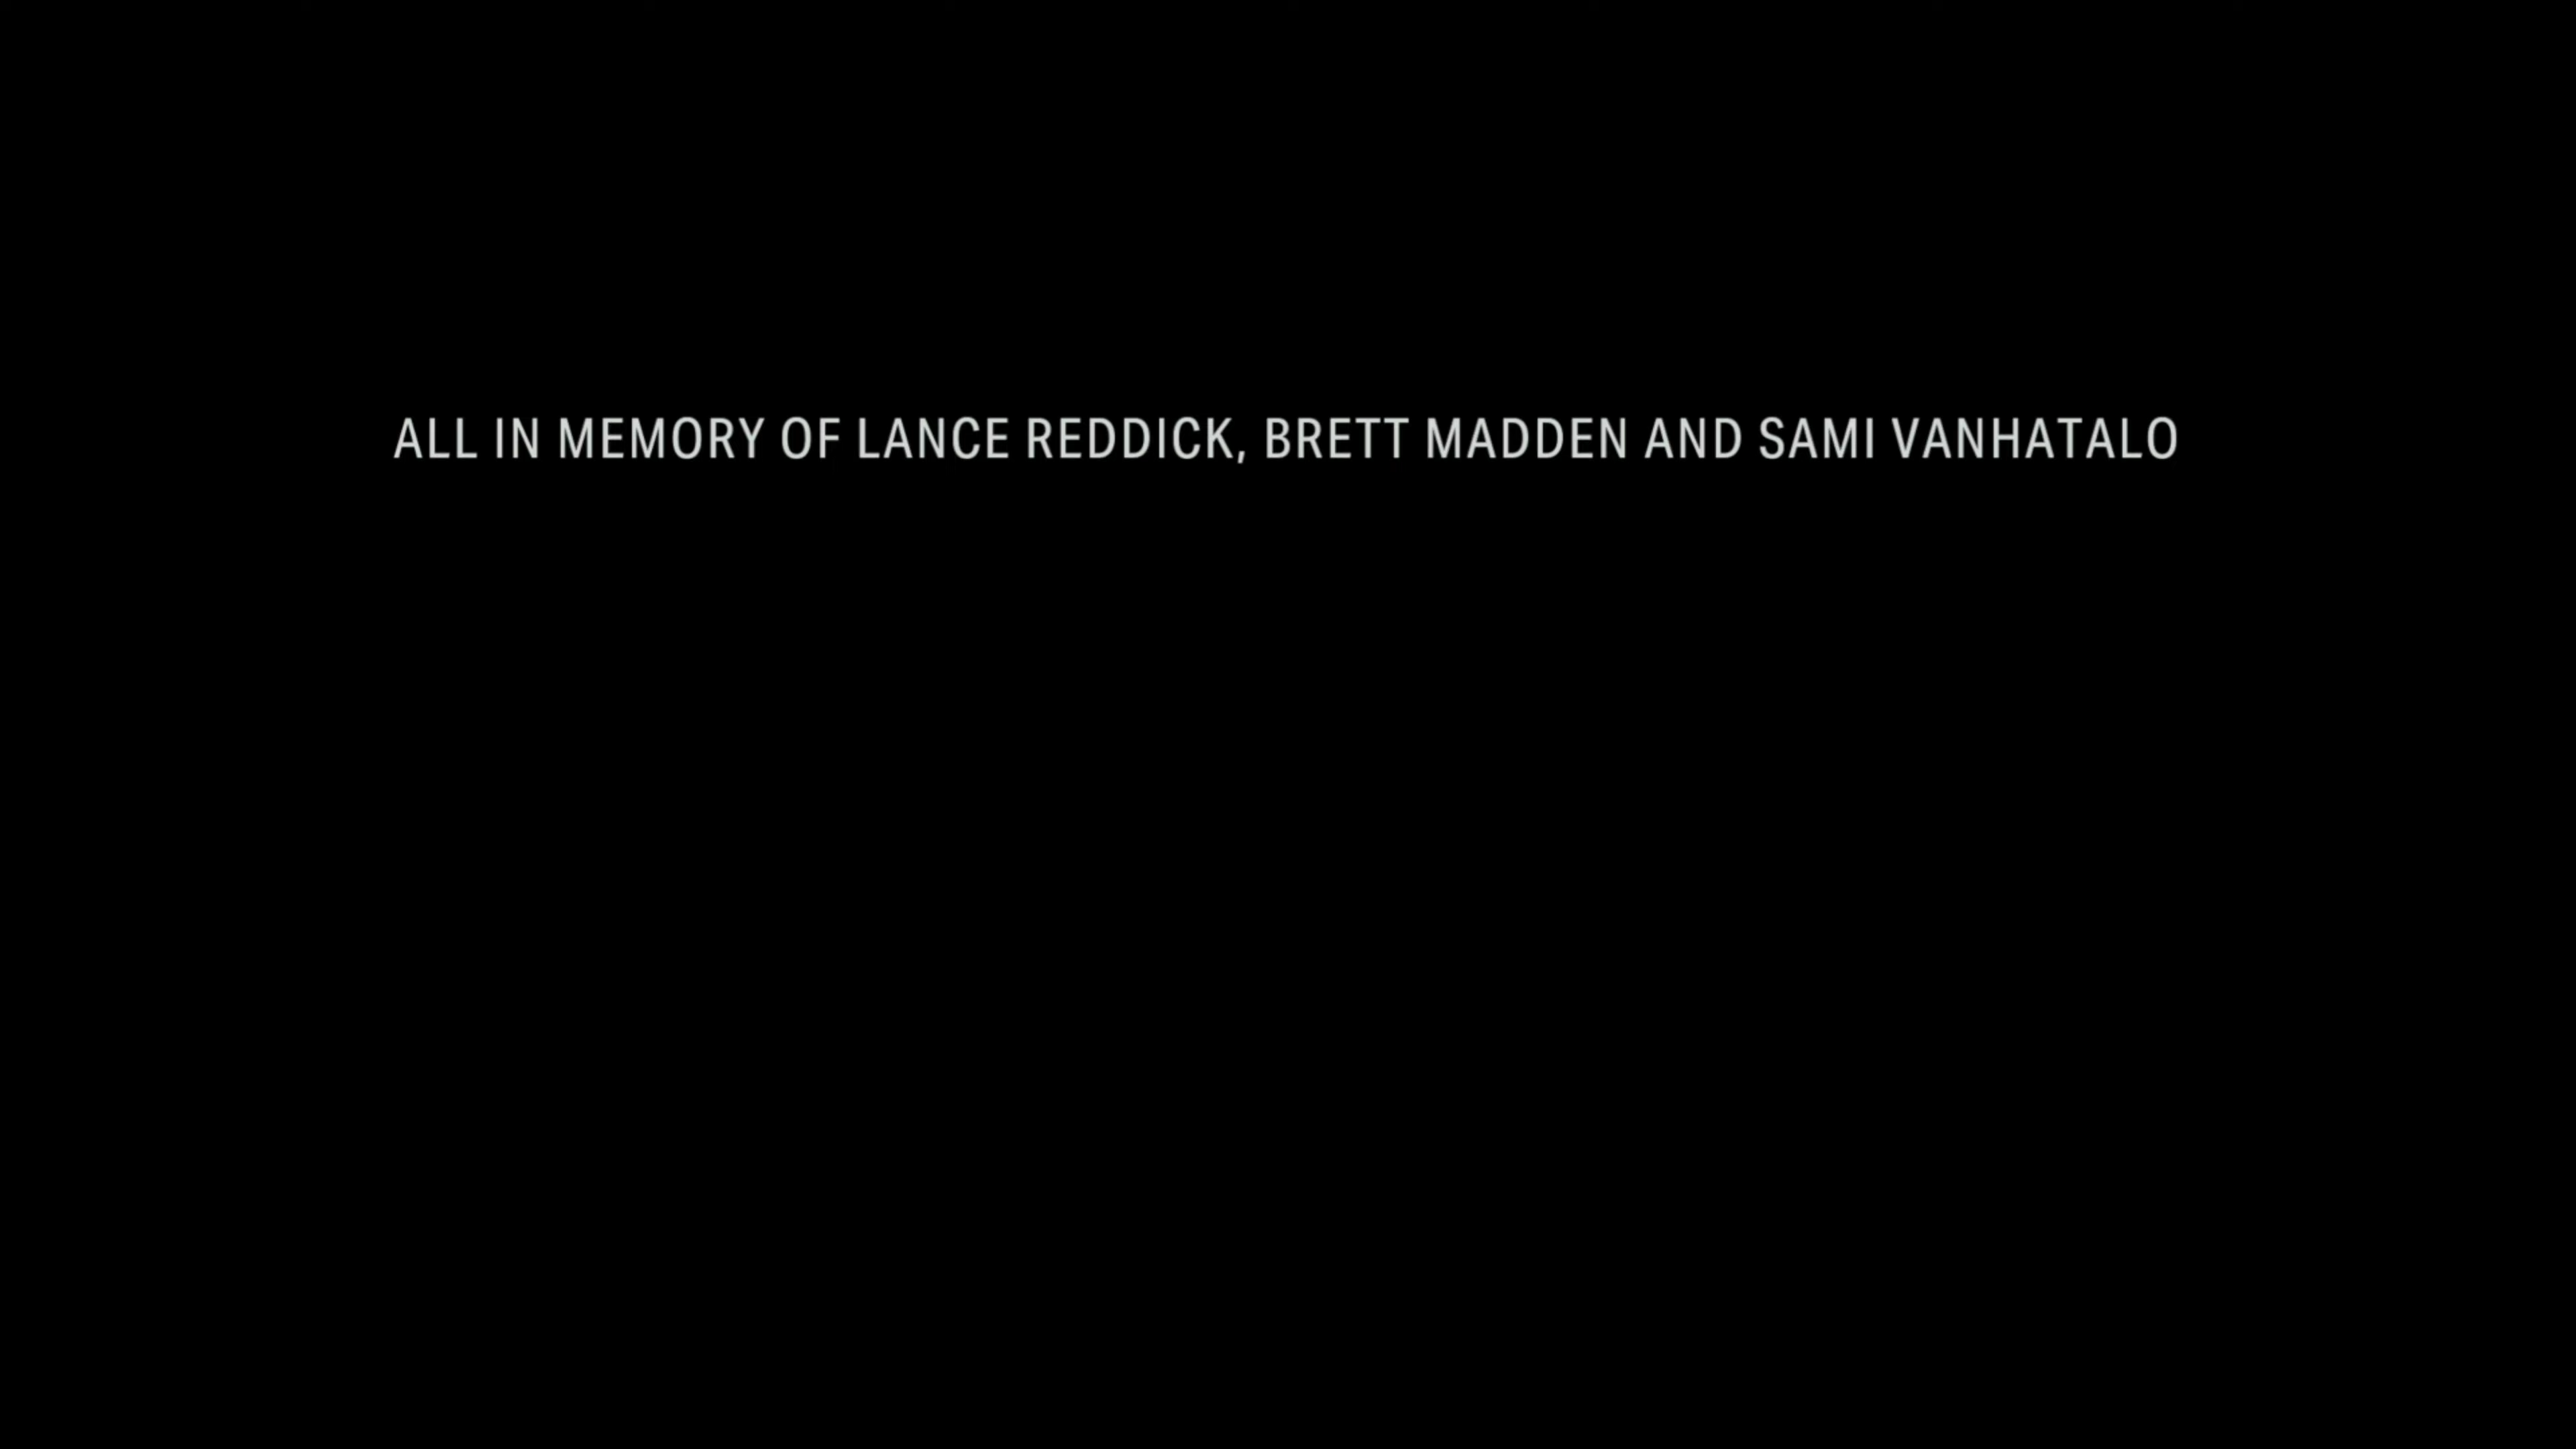 ALL IN MEMORY OF LANCE REDDICK, BRETT MADDEN AND SAMI VANHATALO